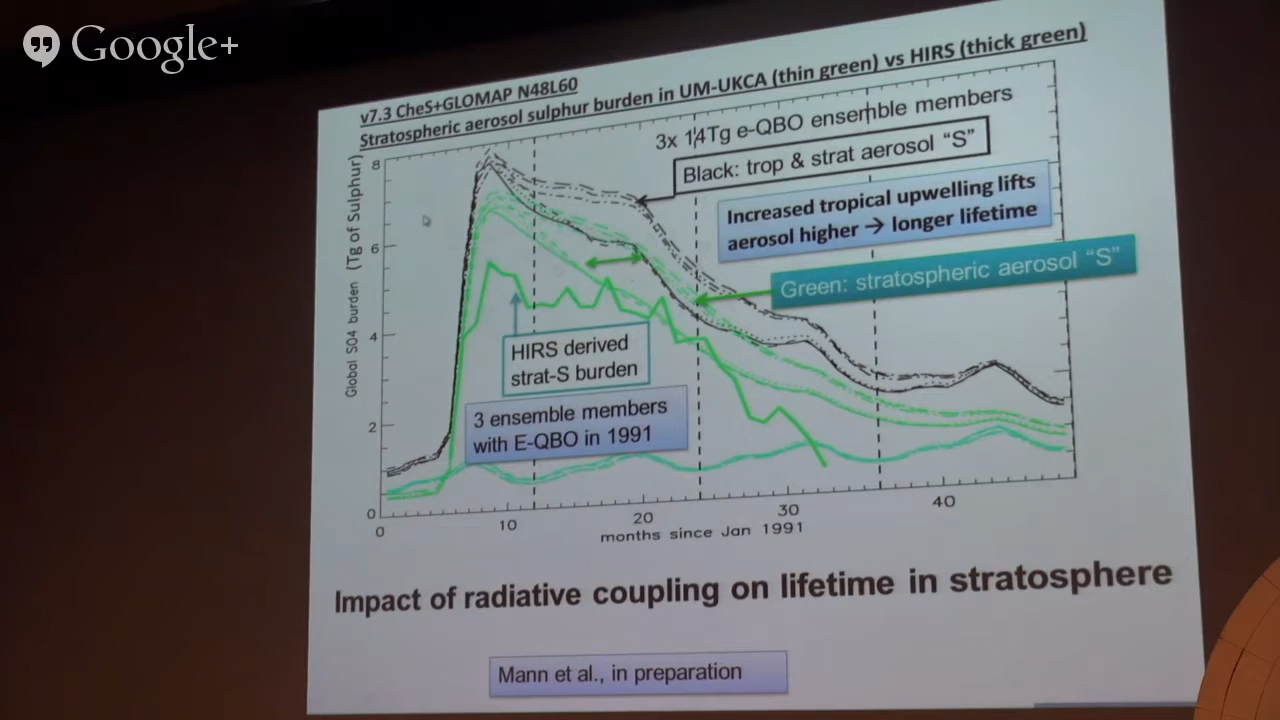 Google+
v7.3 CheS+GLOMAP N48L60
Stratospheric aerosol sulphur burden in UM-UKCA (thin green) vs HIRS (thick green)
3x 14Tg e-QBO ensemble members
Black: trop & strat aerosol “S”
Increased tropical upwelling lifts
aerosol higher → longer lifetime
Green: stratospheric aerosol “S”
HIRS derived
strat-S burden
3 ensemble members
with E-QBO in 1991
Global SO4 burden (Tg of Sulphur)
8
6
4
2
0
0 10 20 30 40
months since Jan 1991
Impact of radiative coupling on lifetime in stratosphere
Mann et al., in preparation